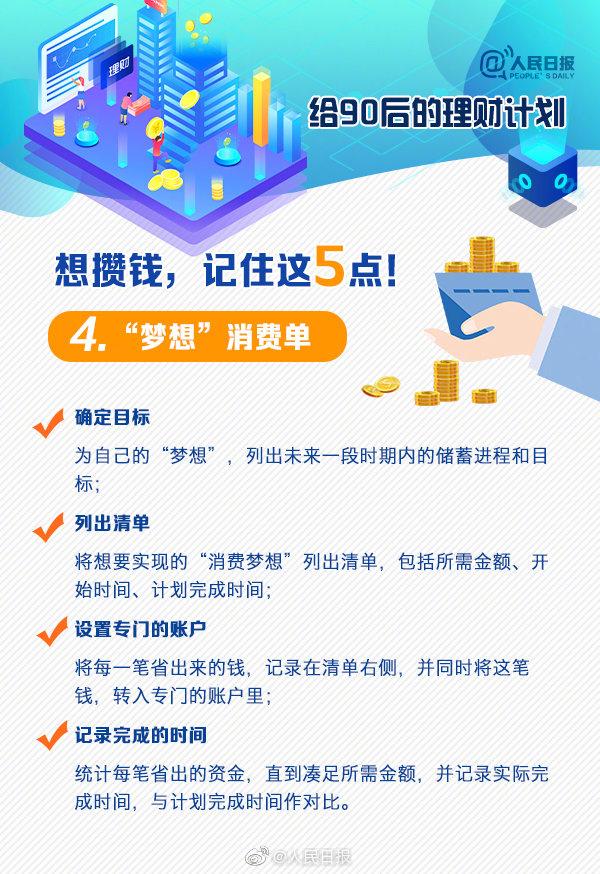 理财
@人民日报
PEOPLE'S DAILY
给90后的理财计划
想攒钱，记住这5点！
4.“梦想”消费单
确定目标
为自己的“梦想”，列出未来一段时期内的储蓄进程和目
标；
列出清单
将想要实现的“消费梦想”列出清单，包括所需金额、开
始时间、计划完成时间；
设置专门的账户
将每一笔省出来的钱，记录在清单右侧，并同时将这笔
钱，转入专门的账户里；
记录完成的时间
统计每笔省出的资金，直到凑足所需金额，并记录实际完
成时间，与计划完成时间作对比。
@人民日报